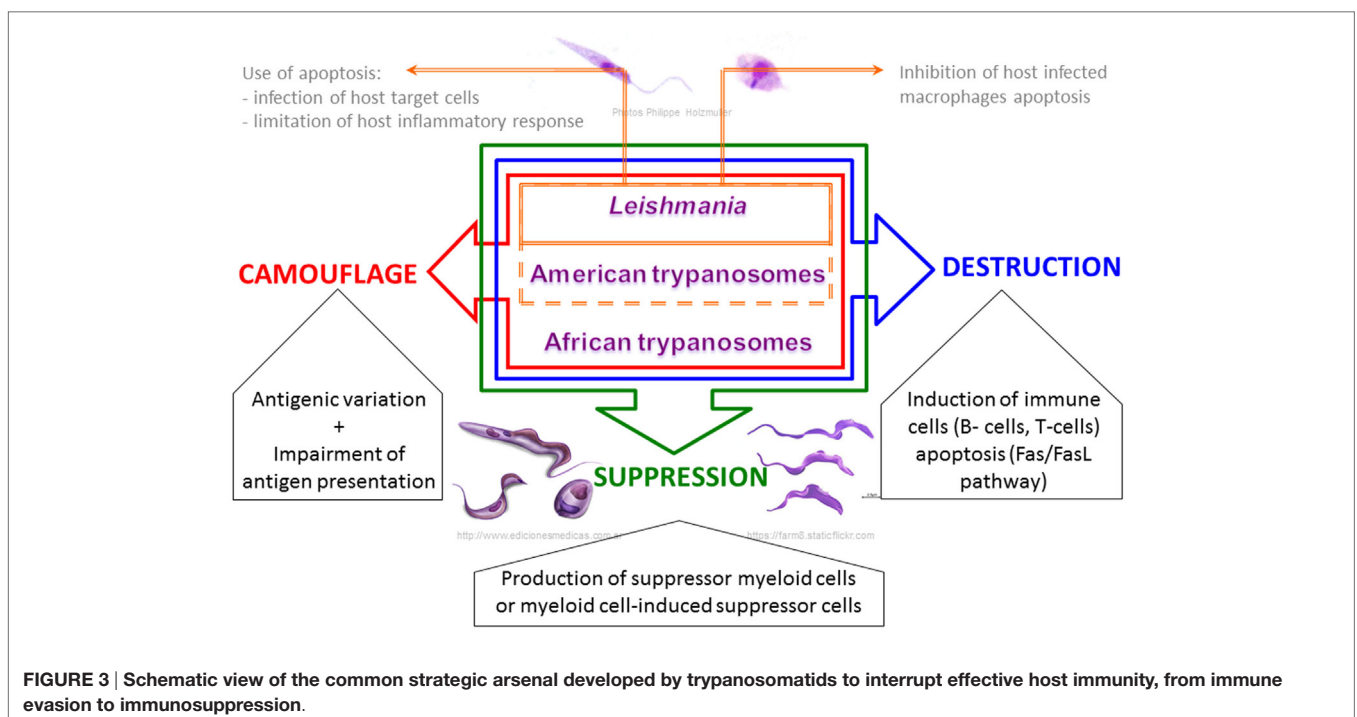 Use of apoptosis:
- infection of host target cells
- limitation of host inflammatory response
Inhibition of host infected
macrophages apoptosis
Photos Philippe Holzmuller
Leishmania
American trypanosomes
African trypanosomes
CAMOUFLAGE
DESTRUCTION
Antigenic variation
+
Impairment of
antigen presentation
Induction of immune
cells (B- cells, T-cells)
apoptosis (Fas/FasL
pathway)
SUPPRESSION
http://www.edicionesmedicas.com.ar
https://farm8.staticflickr.com
Production of suppressor myeloid cells
or myeloid cell-induced suppressor cells
FIGURE 3 | Schematic view of the common strategic arsenal developed by trypanosomatids to interrupt effective host immunity, from immune
evasion to immunosuppression.